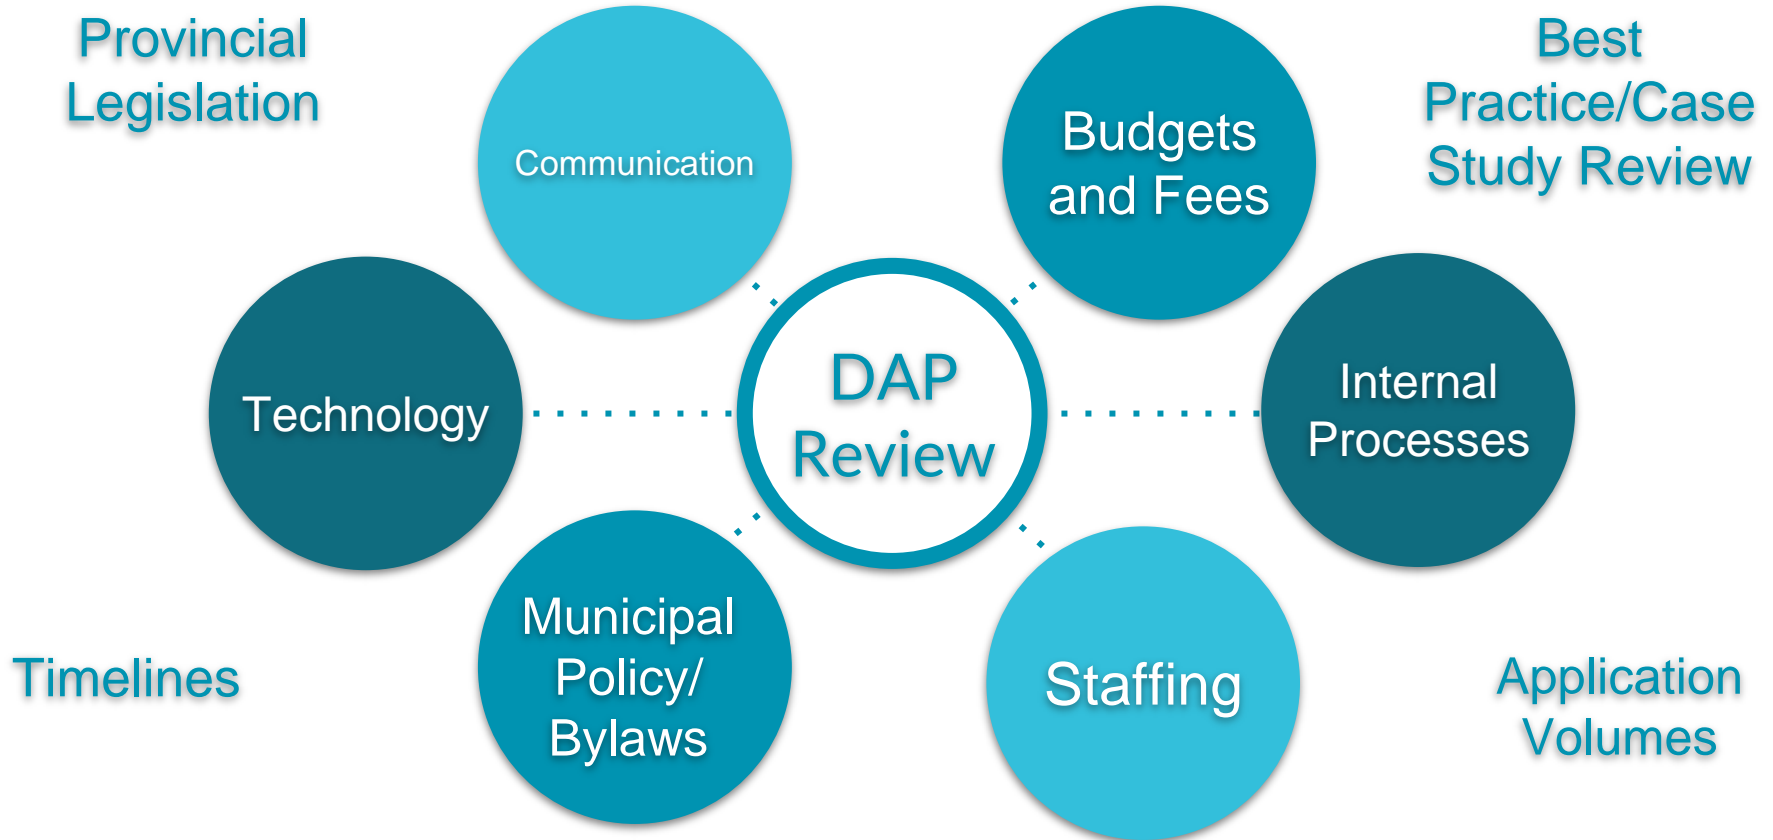 Provincial
Legislation
Communication
Budgets
and Fees
Best
Practice/Case
Study Review
Technology
DAP
Review
Internal
Processes
Timelines
Municipal
Policy/
Bylaws
Staffing
Application
Volumes